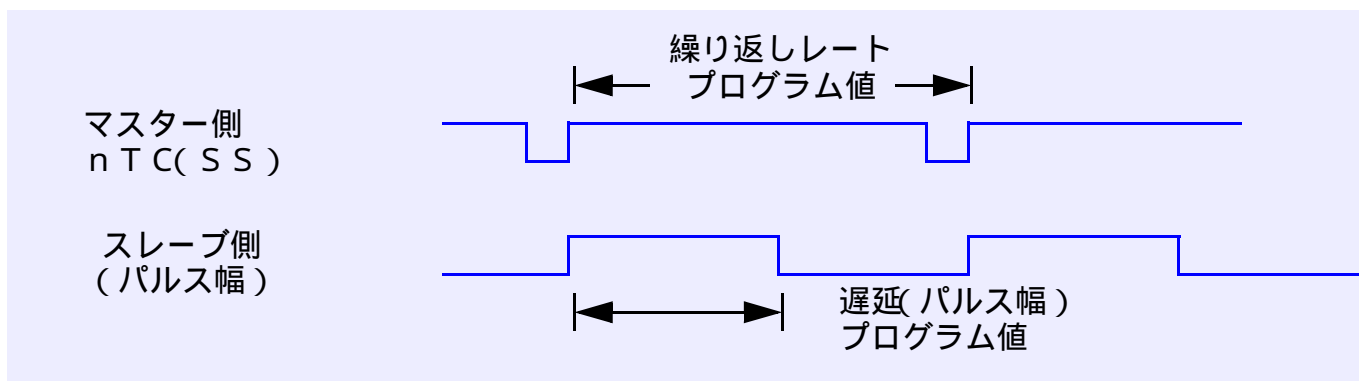 繰り返しレート
プログラム値
マスター側
nTC(SS)
スレーブ側
(パルス幅)
遅延(パルス幅)
プログラム値